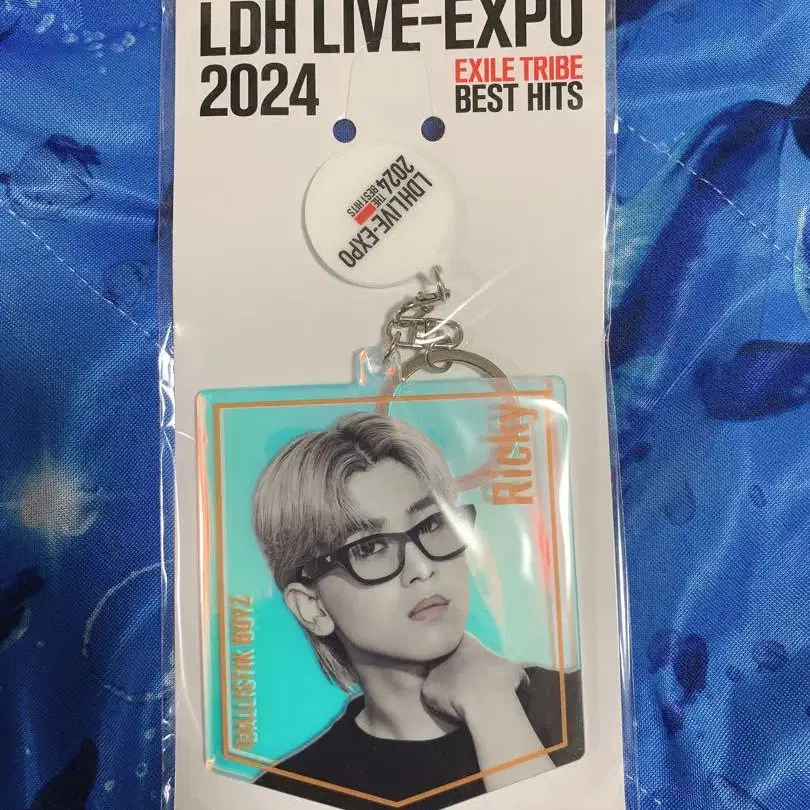 LDH LIVE-EXPO
2024
EXILE TRIBE
BEST HITS
LDH LIVE-EXPO
2024 THE
BEST HITS
Ricky
BALLISTIK BOYZ